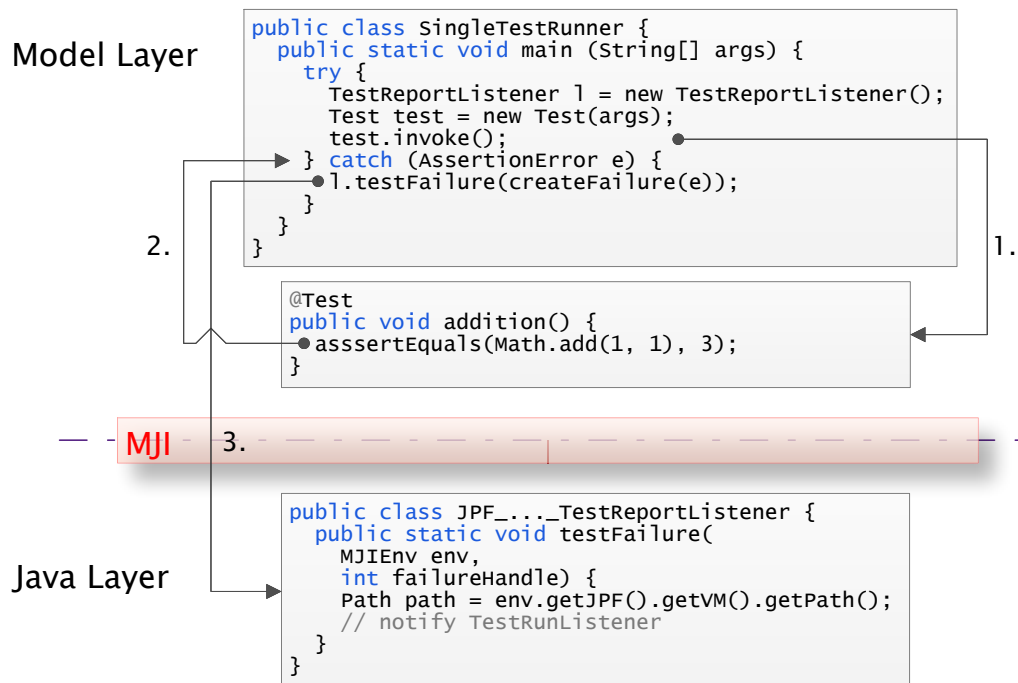 Model Layer
public class SingleTestRunner {
public static void main (String[] args) {
try {
TestReportListener l = new TestReportListener();
Test test = new Test(args);
test.invoke();
} catch (AssertionError e) {
l.testFailure(createFailure(e));
}
}
}
2.
1.
@Test
public void addition() {
asssertEquals(Math.add(1, 1), 3);
}
MJI
3.
Java Layer
public class JPF_..._TestReportListener {
public static void testFailure(
MJIEnv env,
int failureHandle) {
Path path = env.getJPF().getVM().getPath();
// notify TestRunListener
}
}